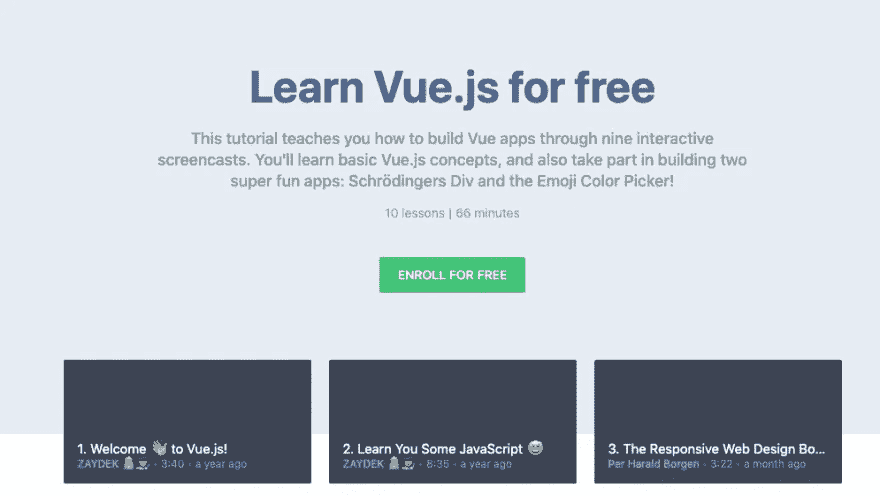 Learn Vue.js for free
This tutorial teaches you how to build Vue apps through nine interactive
screencasts. You'll learn basic Vue.js concepts, and also take part in building two
super fun apps: Schrödingers Div and the Emoji Color Picker!
10 lessons | 66 minutes
ENROLL FOR FREE
1. Welcome 👋 to Vue.js!
ZAYDEK • 3:40 • a year ago
2. Learn You Some JavaScript 😎
ZAYDEK • 8:35 • a year ago
3. The Responsive Web Design Bo...
Per Harald Borgen • 3:22 • a month ago